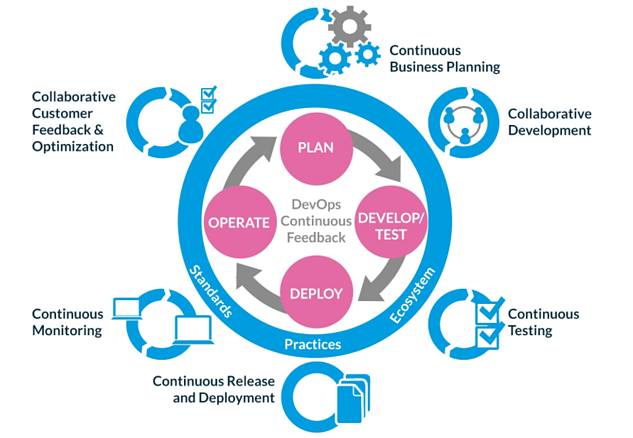 Continuous
Business Planning
Collaborative
Customer
Feedback &
Optimization
Collaborative
Development
PLAN
DevOps
Continuous
Feedback
OPERATE
DEVELOP/
TEST
DEPLOY
Standards
Practices
Ecosystem
Continuous
Monitoring
Continuous
Testing
Continuous Release
and Deployment